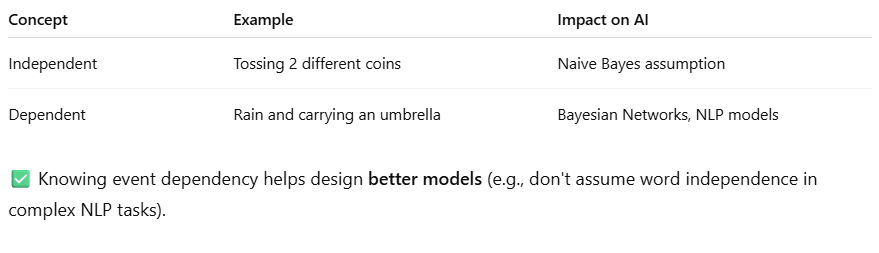 Concept Example Impact on AI
Independent Tossing 2 different coins Naive Bayes assumption
Dependent Rain and carrying an umbrella Bayesian Networks, NLP models
✅ Knowing event dependency helps design better models (e.g., don't assume word independence in
complex NLP tasks).